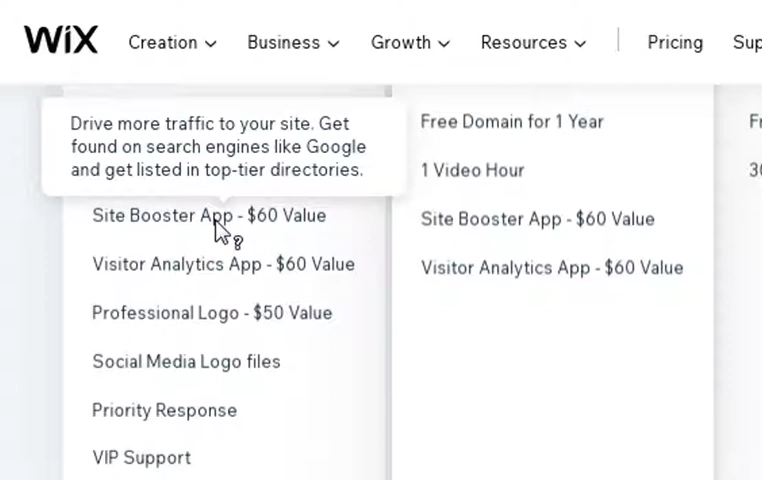 WiX Creation Business Growth Resources Pricing
Drive more traffic to your site. Get
found on search engines like Google
and get listed in top-tier directories.
Site Booster App - $60 Value
Visitor Analytics App - $60 Value
Professional Logo - $50 Value
Social Media Logo files
Priority Response
VIP Support
Free Domain for 1 Year
1 Video Hour
Site Booster App - $60 Value
Visitor Analytics App - $60 Value